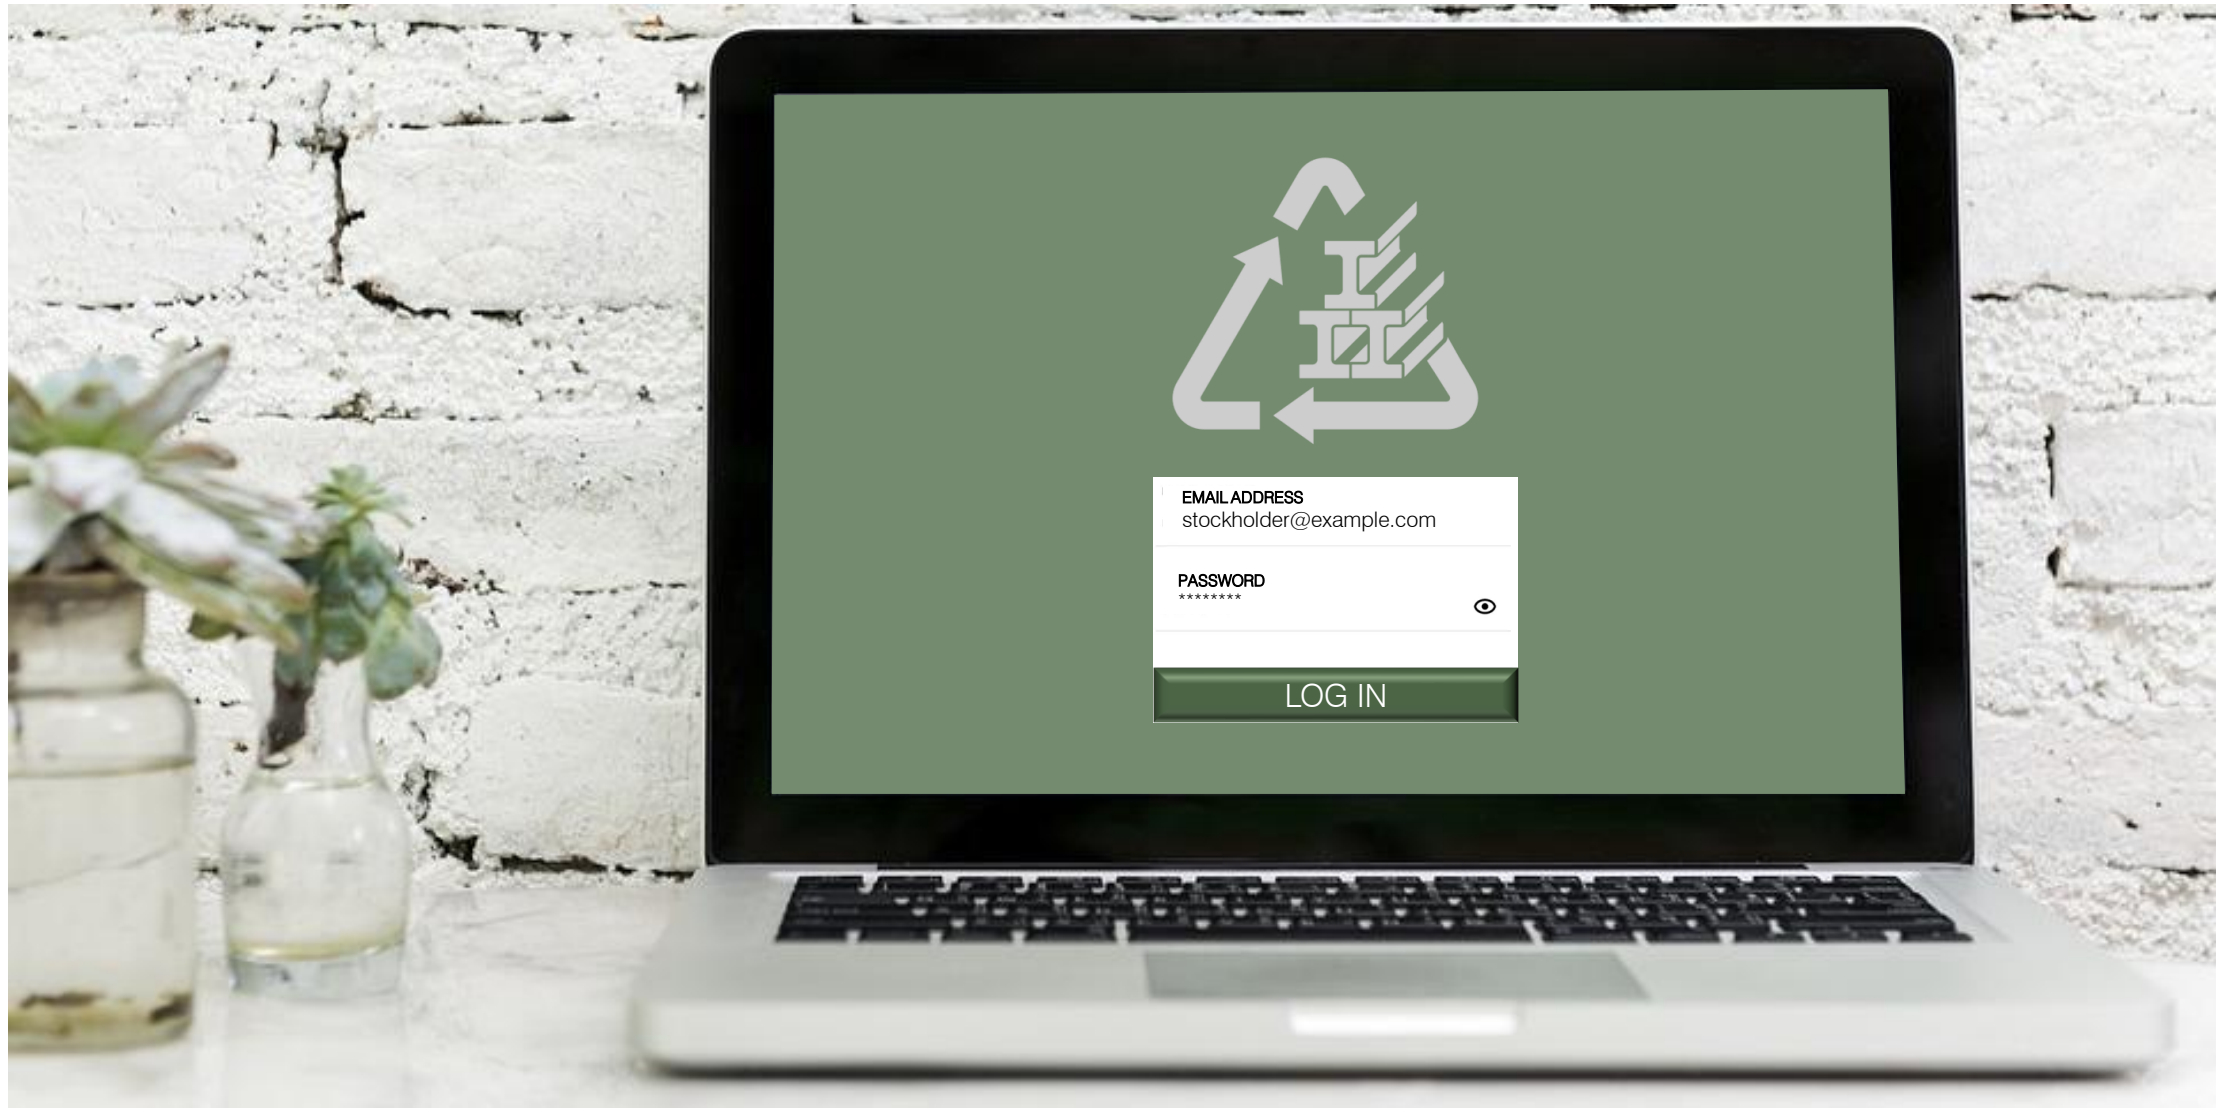 EMAIL ADDRESS
stockholder@example.com
PASSWORD
********
LOG IN